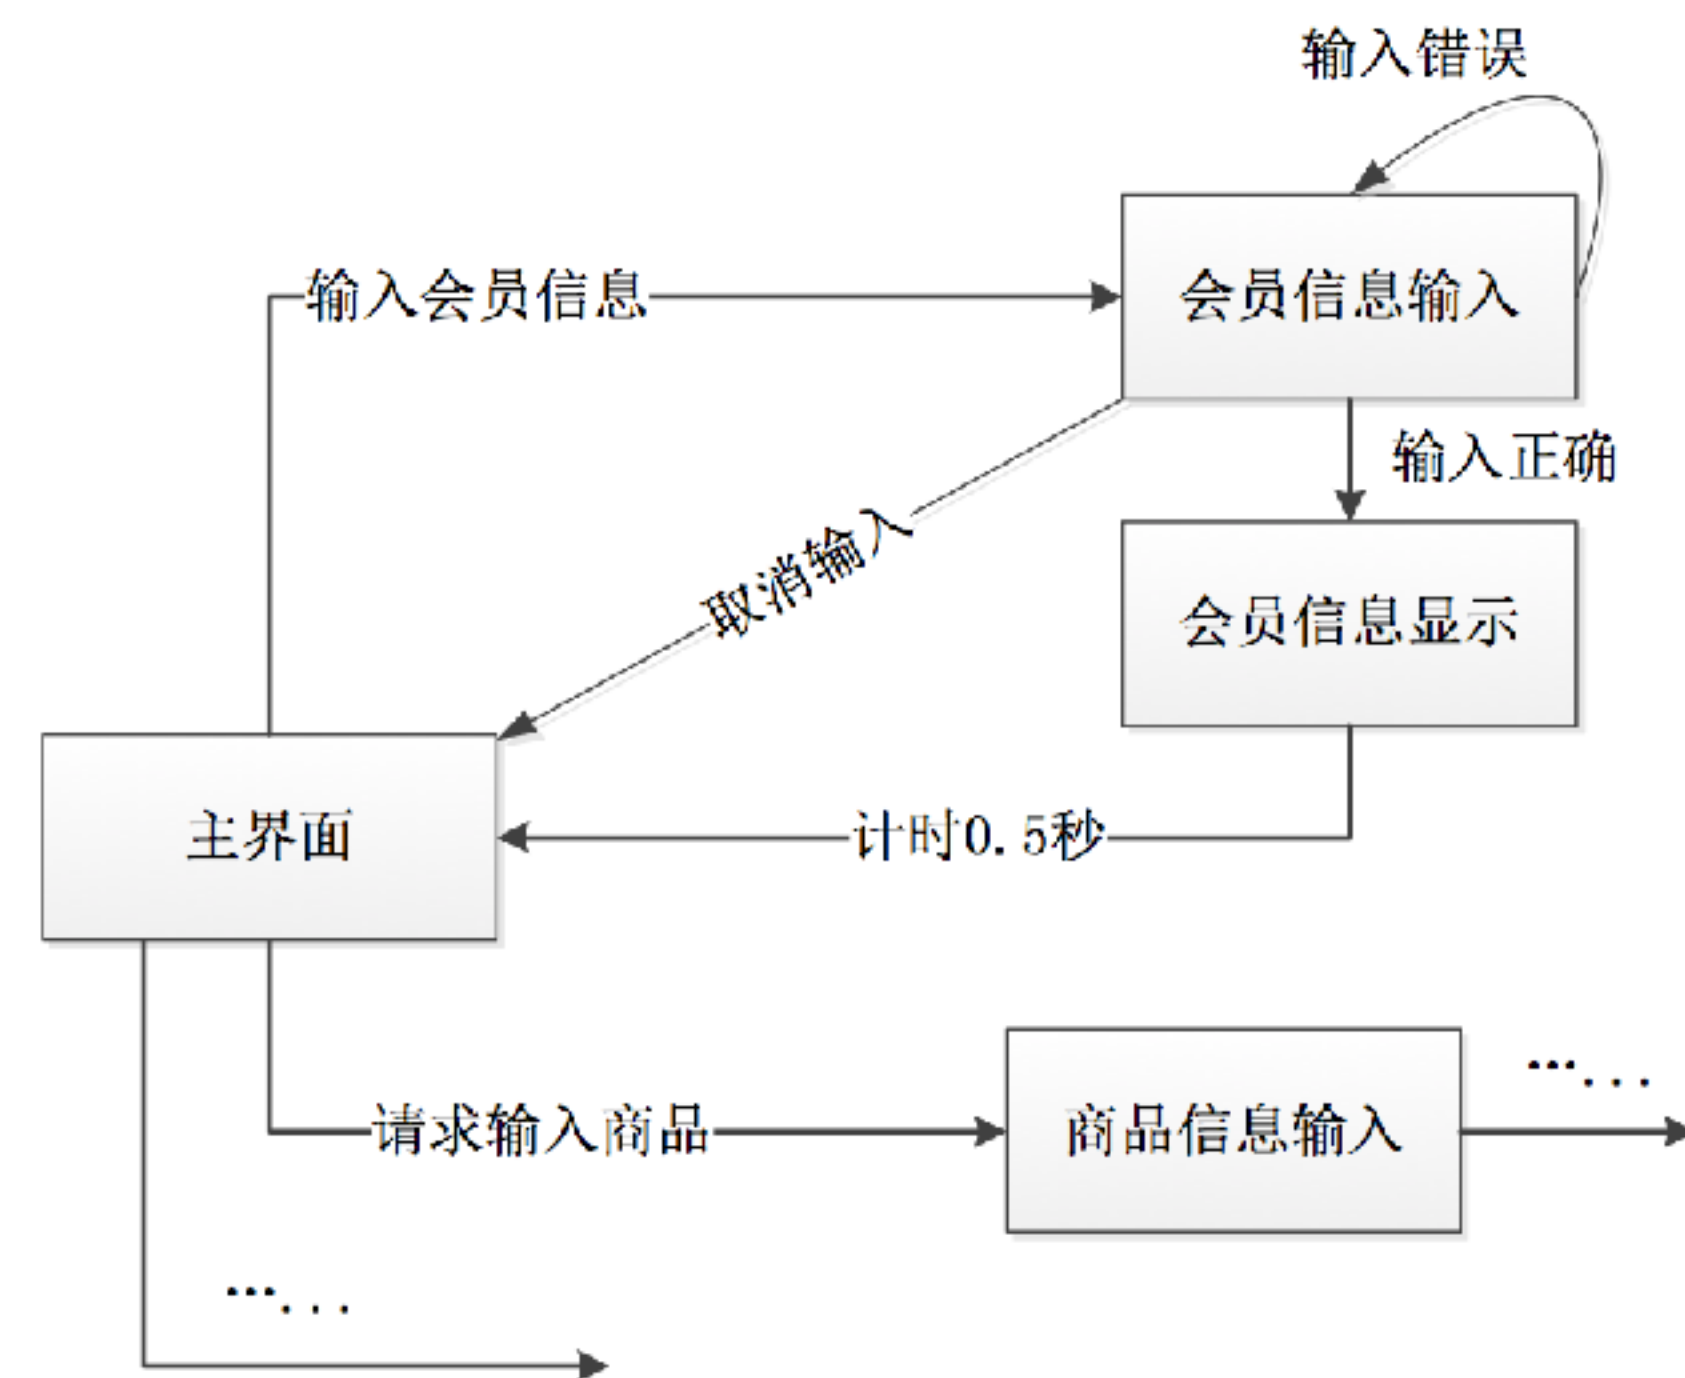 输入错误
输入会员信息
会员信息输入
输入正确
取消输入
会员信息显示
主界面
计时0.5秒
请求输入商品
商品信息输入
…...
…...